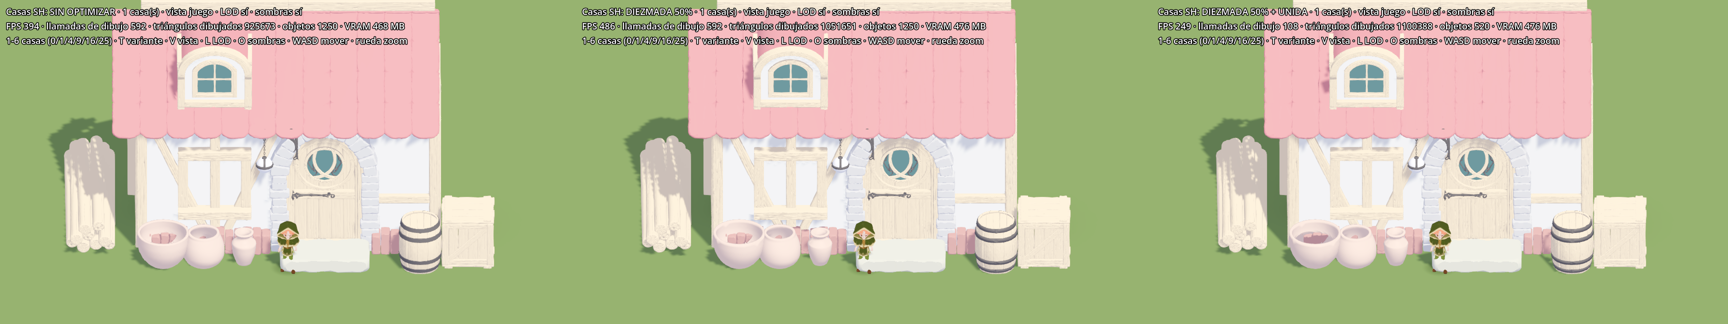 Casas SH: SIN OPTIMIZAR · 1 casa(s) · vista juego · LOD sí · sombras sí
FPS 394 · llamadas de dibujo 592 · triángulos dibujados 925673 · objetos 1250 · VRAM 468 MB
1-6 casas (0/1/4/9/16/25) · T variante · V vista · L LOD · O sombras · WASD mover · rueda zoom
Casas SH: DIEZMADA 50% · 1 casa(s) · vista juego · LOD sí · sombras sí
FPS 486 · llamadas de dibujo 592 · triángulos dibujados 1051651 · objetos 1250 · VRAM 476 MB
1-6 casas (0/1/4/9/16/25) · T variante · V vista · L LOD · O sombras · WASD mover · rueda zoom
Casas SH: DIEZMADA 50% + UNIDA · 1 casa(s) · vista juego · LOD sí · sombras sí
FPS 249 · llamadas de dibujo 108 · triángulos dibujados 1100388 · objetos 520 · VRAM 476 MB
1-6 casas (0/1/4/9/16/25) · T variante · V vista · L LOD · O sombras · WASD mover · rueda zoom